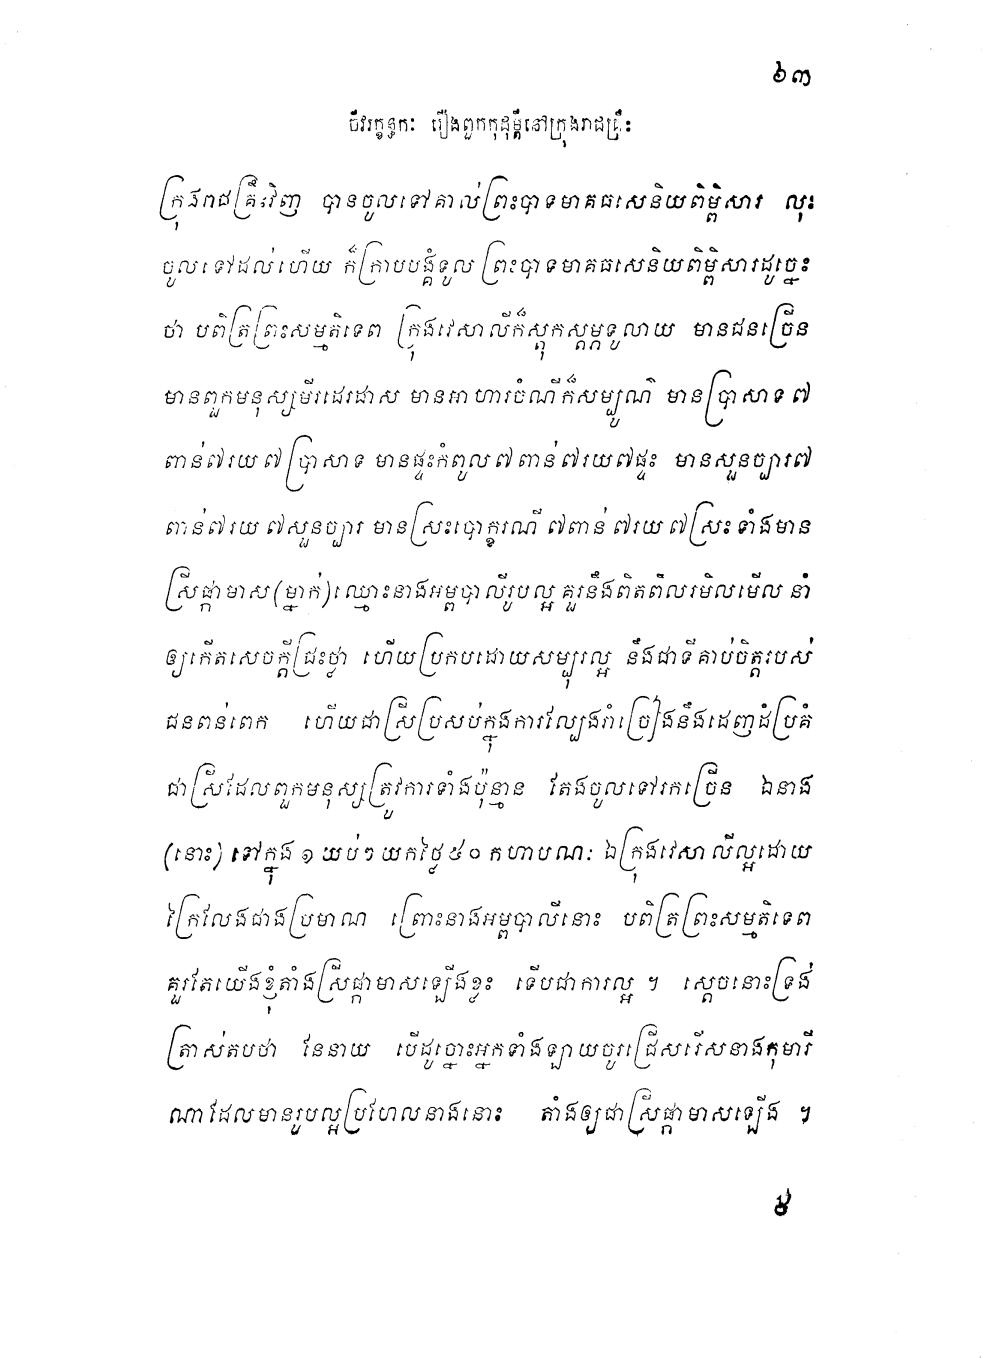 ៦៣
ចីវរក្ខន្ធកៈ រឿងពួកកុដុម្ពីនៅក្រុងរាជគ្រឹះ
ក្រុងរាជគ្រឹះវិញ បានចូលទៅគាល់ព្រះបាទមាគធសេនិយពិម្ពិសារ លុះ
ចូលទៅដល់ហើយ ក៏ក្រាបបង្គំទូល ព្រះបាទមាគធសេនិយពិម្ពិសារដូច្នេះ
ថា បពិត្រព្រះសម្មតិទេព ក្រុងវេសាលីក៏ស្តុកស្តម្ភទូលាយ មានជនច្រើន
មានពួកមនុស្សមីរដេរដាស មានអាហារចំណីក៏សម្បូណ៌ មានប្រាសាទ ៧
ពាន់៧រយ ៧ប្រាសាទ មានផ្ទះកំពូល ៧ ពាន់៧រយ៧ផ្ទះ មានសួនច្បារ៧
ពាន់៧រយ ៧សួនច្បារ មានស្រះបោក្ខរណី ៧ពាន់ ៧រយ ៧ស្រះ ទាំងមាន
ស្រីផ្កាមាស(ម្នាក់)ឈ្មោះនាងអម្ពបាលីរូបល្អ គួរនឹងពិតពិលរមិលមើល នាំ
ឲ្យកើតសេចក្តីជ្រះថ្លា ហើយប្រកបដោយសម្បុរល្អ នឹងជាទីគាប់ចិត្តរបស់
ជនពន់ពេក ហើយជាស្រីប្រសប់ក្នុងការល្បែងរាំច្រៀងនឹងដេញដំប្រគំ
ជាស្រីដែលពួកមនុស្សត្រូវការទាំងប៉ុន្មាន តែងចូលទៅរកច្រើន ឯនាង
(នោះ) ទៅក្នុង ១ យប់ៗ យកថ្លៃ៥០ កហាបណៈ ឯក្រុងវេសាលីល្អដោយ
ក្រៃលែងជាងប្រមាណ ព្រោះនាងអម្ពបាលីនោះ បពិត្រព្រះសម្មតិទេព
គួរតែយើងខ្ញុំតាំងស្រីផ្កាមាសឡើងខ្លះ ទើបជាការល្អ ។ ស្តេចនោះទ្រង់
ត្រាស់តបថា នែនាយ បើដូច្នោះអ្នកទាំងឡាយចូរជ្រើសរើសនាងកុមារី
ណាដែលមានរូបល្អប្រហែលនាងនោះ តាំងឲ្យជាស្រីផ្កាមាសឡើង ។